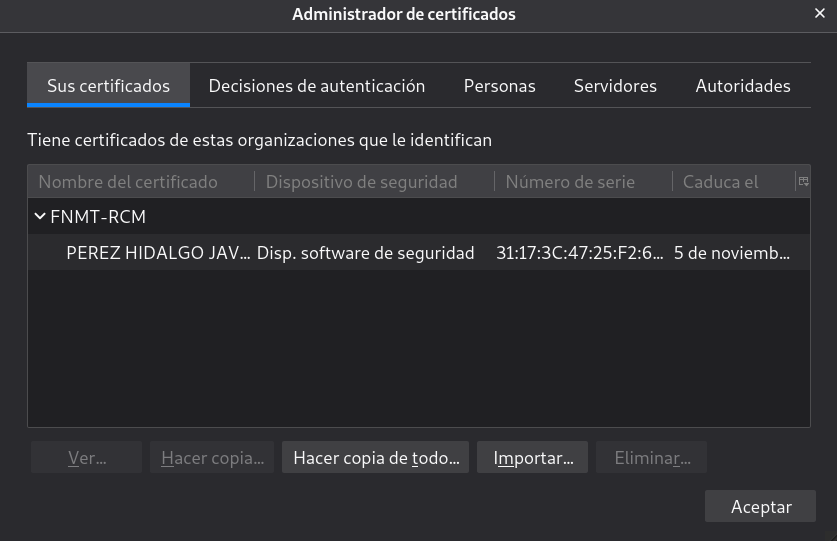 Administrador de certificados
Sus certificados Decisiones de autenticación Personas Servidores Autoridades
Tiene certificados de estas organizaciones que le identifican
Nombre del certificado Dispositivo de seguridad Número de serie Caduca el
FNMT-RCM
PEREZ HIDALGO JAV... Disp. software de seguridad 31:17:3C:47:25:F2:6... 5 de noviemb...
Ver... Hacer copia... Hacer copia de todo... Importar... Eliminar...
Aceptar